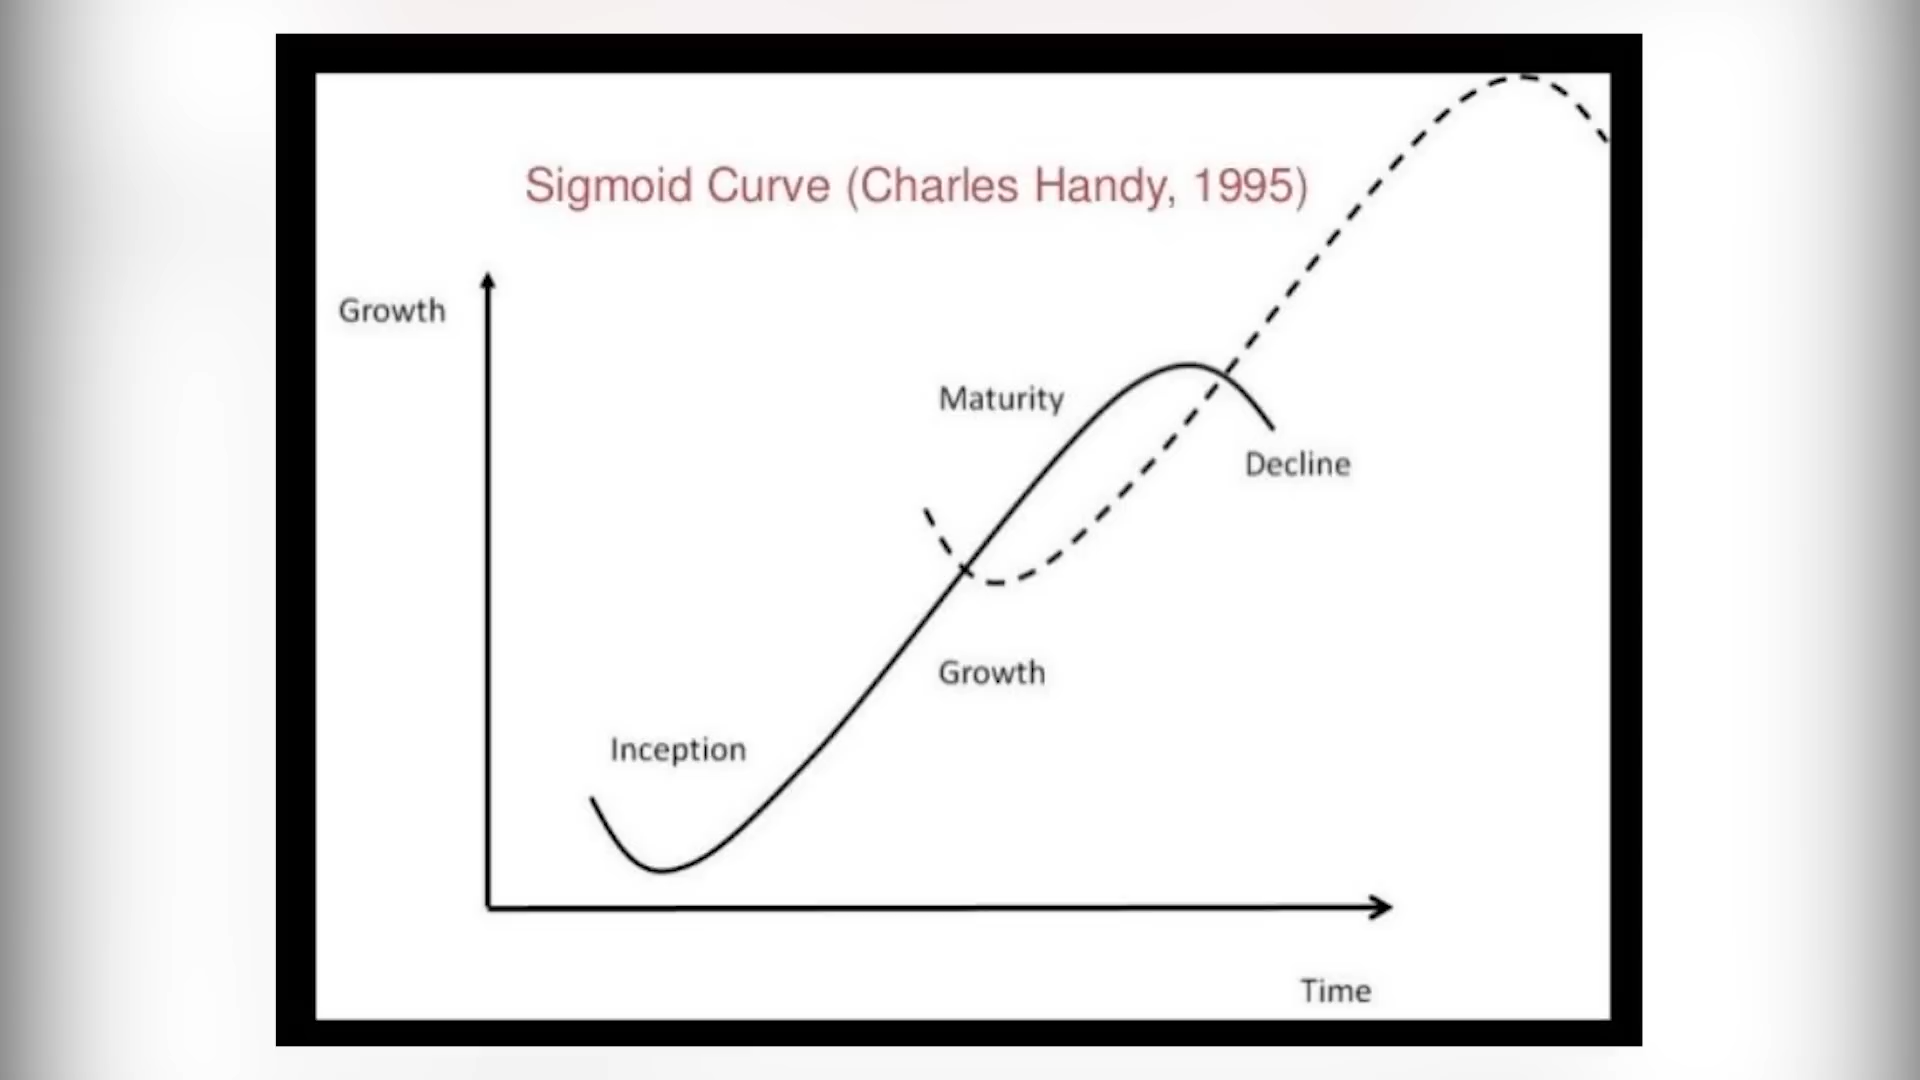 Sigmoid Curve (Charles Handy, 1995)
Growth
Maturity
Decline
Growth
Inception
Time